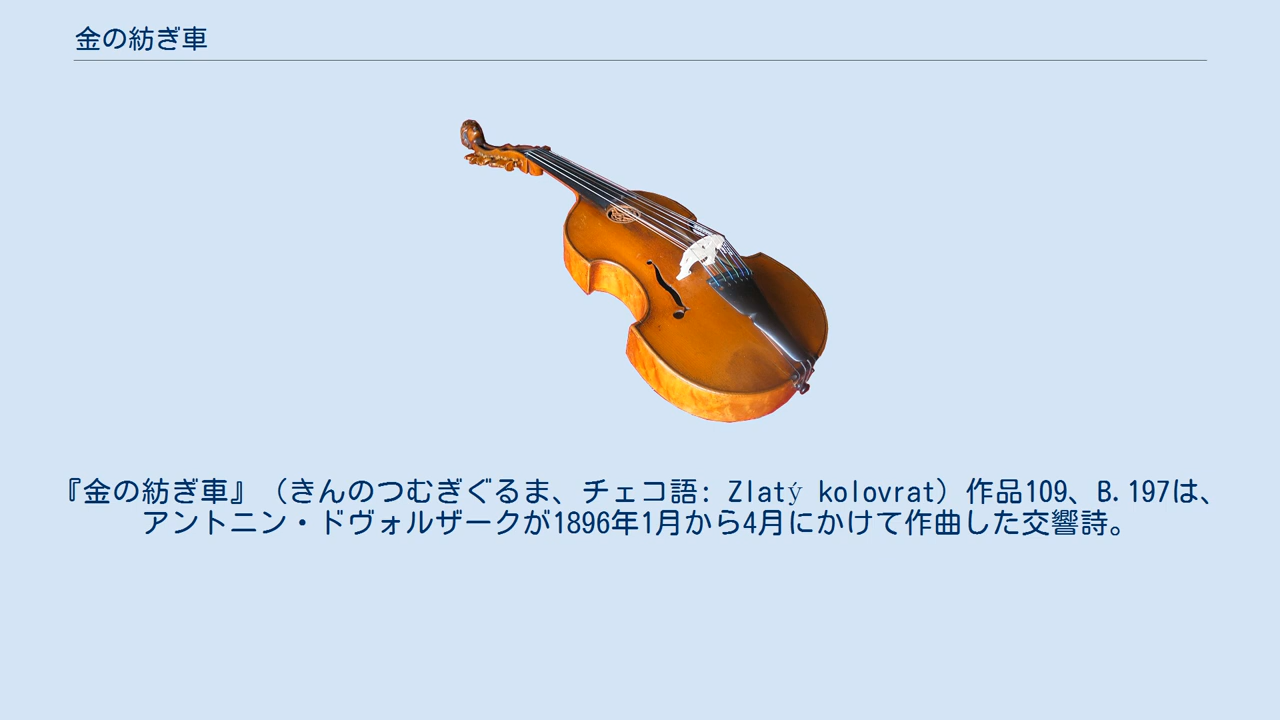 金の紡ぎ車
『金の紡ぎ車』（きんのつむぎぐるま、チェコ語: Zlatý kolovrat）作品109、B.197は、
アントニン・ドヴォルザークが1896年1月から4月にかけて作曲した交響詩。